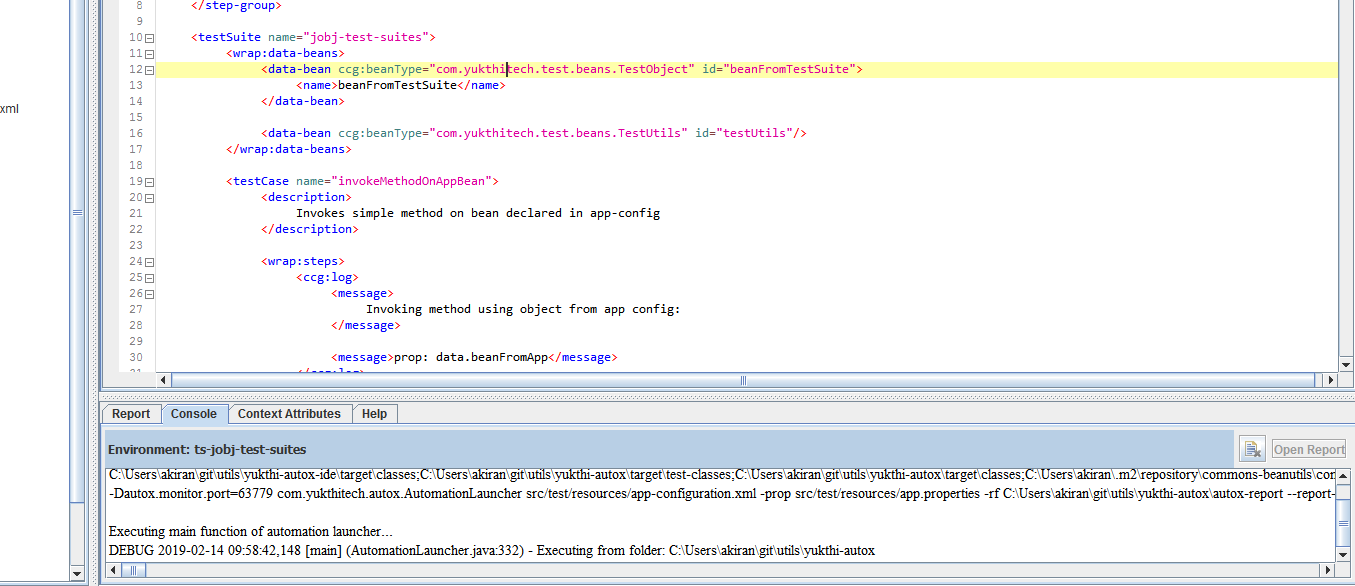 xml
8 </step-group>
9
10 <testSuite name="jobj-test-suites">
11 <wrap:data-beans>
12 <data-bean ccg:beanType="com.yukthitech.test.beans.TestObject" id="beanFromTestSuite">
13 <name>beanFromTestSuite</name>
14 </data-bean>
15
16 <data-bean ccg:beanType="com.yukthitech.test.beans.TestUtils" id="testUtils"/>
17 </wrap:data-beans>
18
19 <testCase name="invokeMethodOnAppBean">
20 <description>
21 Invokes simple method on bean declared in app-config
22 </description>
23
24 <wrap:steps>
25 <ccg:log>
26 <message>
27 Invoking method using object from app config:
28 </message>
29
30 <message>prop: data.beanFromApp</message>
31 </ccg:log>
Report Console Context Attributes Help
Environment: ts-jobj-test-suites Open Report
C:\Users\akiran\git\utils\yukthi-autox-ide\target\classes;C:\Users\akiran\git\utils\yukthi-autox\target\test-classes;C:\Users\akiran\git\utils\yukthi-autox\target\classes;C:\Users\akiran\.m2\repository\commons-beanutils\con
-Dautox.monitor.port=63779 com.yukthitech.autox.AutomationLauncher src/test/resources/app-configuration.xml -prop src/test/resources/app.properties -rf C:\Users\akiran\git\utils\yukthi-autox\autox-report --report-
Executing main function of automation launcher...
DEBUG 2019-02-14 09:58:42,148 [main] (AutomationLauncher.java:332) - Executing from folder: C:\Users\akiran\git\utils\yukthi-autox